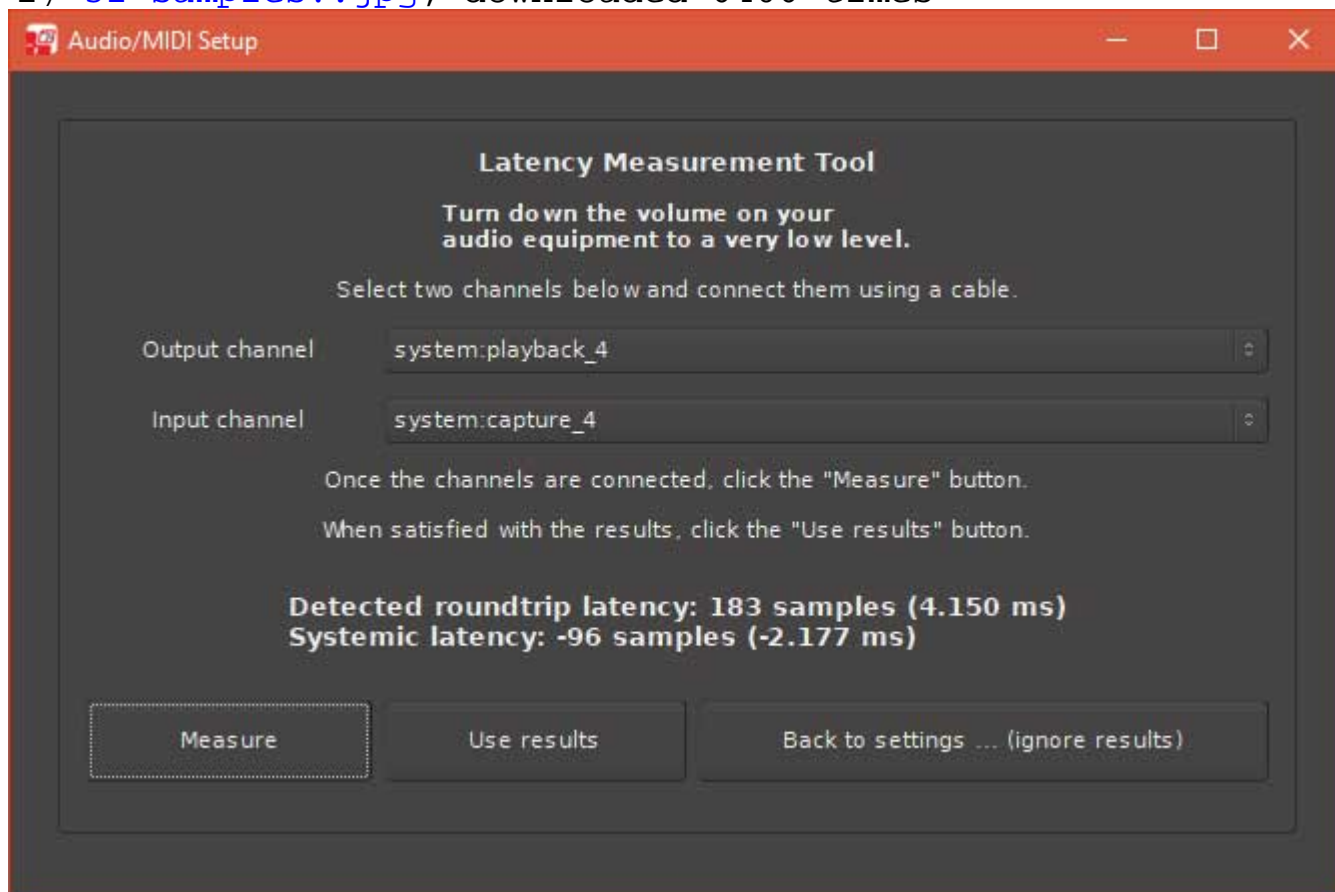 Audio/MIDI Setup
Latency Measurement Tool
Turn down the volume on your
audio equipment to a very low level.
Select two channels below and connect them using a cable.
Output channel system:playback_4
Input channel system:capture_4
Once the channels are connected, click the "Measure" button.
When satisfied with the results, click the "Use results" button.
Detected roundtrip latency: 183 samples (4.150 ms)
Systemic latency: -96 samples (-2.177 ms)
Measure Use results Back to settings ... (ignore results)